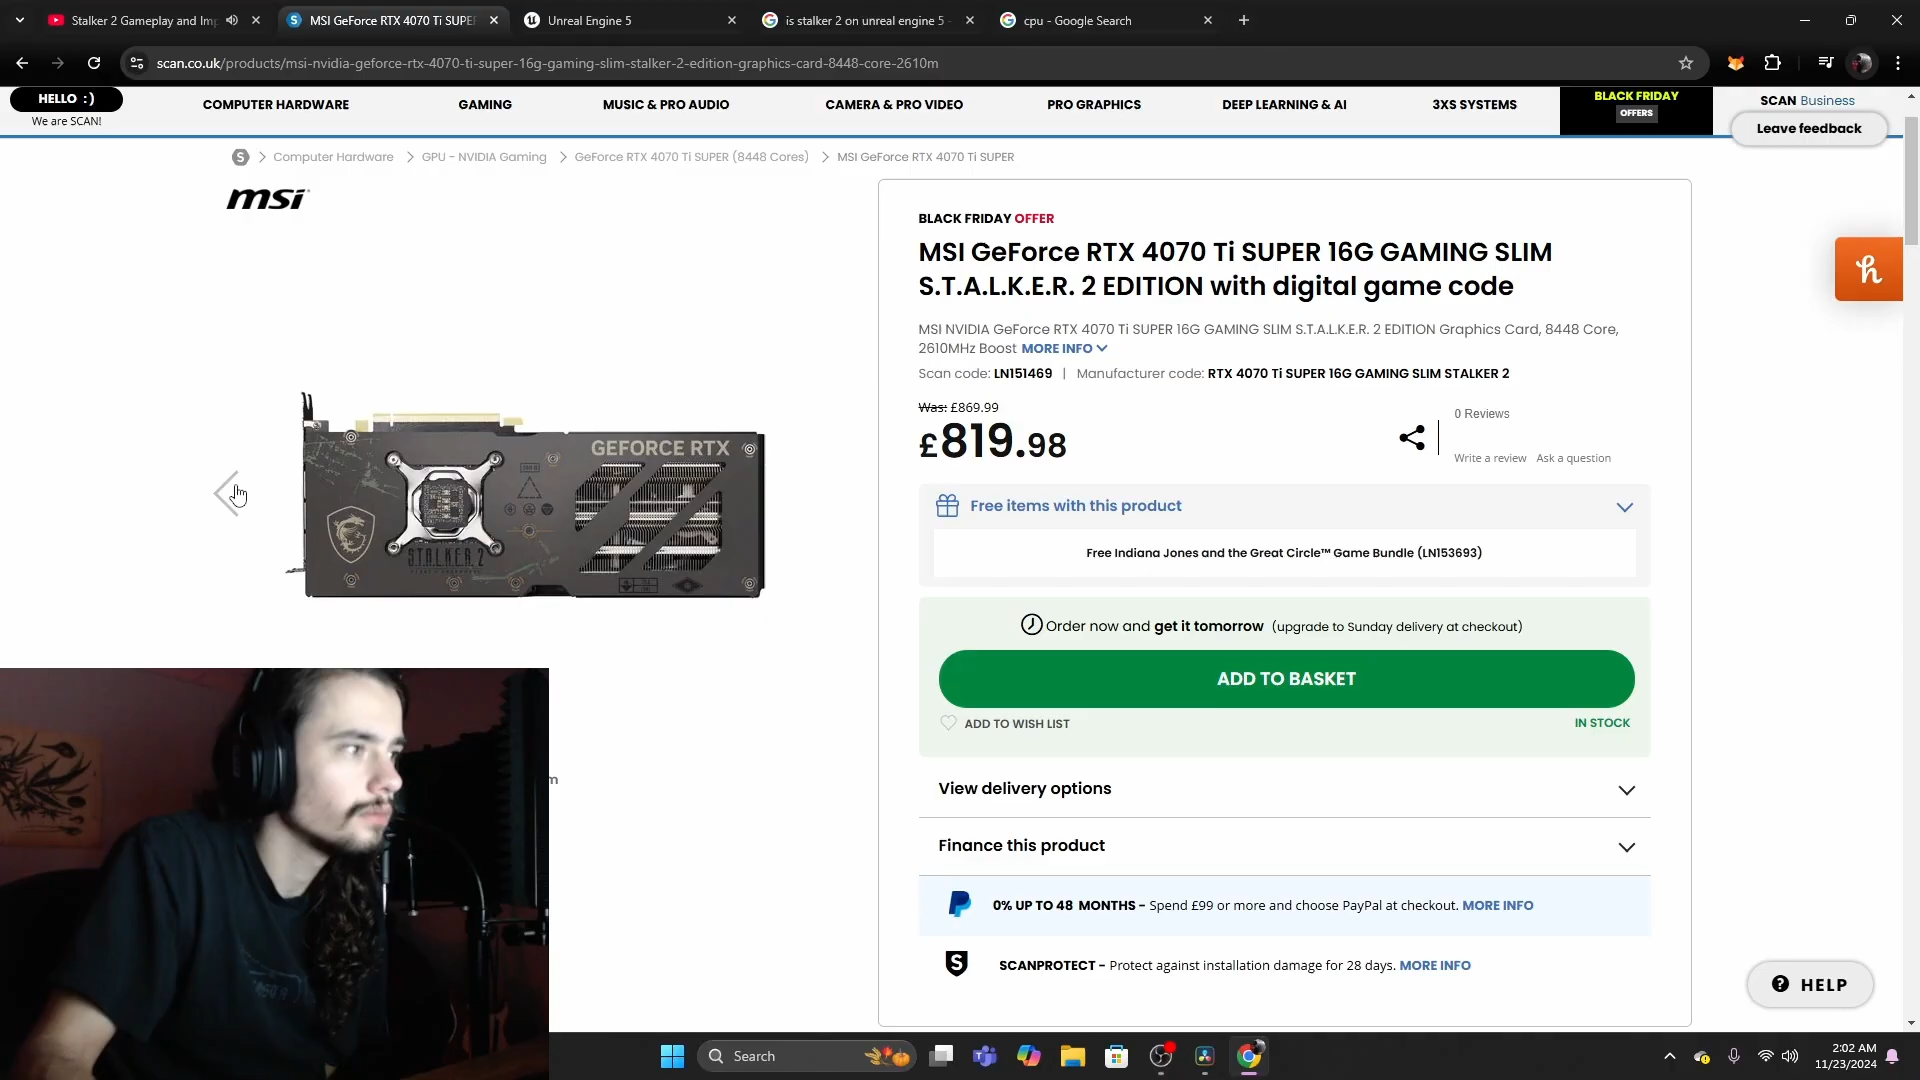 Stalker 2 Gameplay and Im
MSI GeForce RTX 4070 Ti SUPE
Unreal Engine 5
is stalker 2 on unreal engine 5 -
cpu - Google Search
scan.co.uk/products/msi-nvidia-geforce-rtx-4070-ti-super-16g-gaming-slim-stalker-2-edition-graphics-card-8448-core-2610m
HELLO :)
We are SCAN!
COMPUTER HARDWARE
GAMING
MUSIC & PRO AUDIO
CAMERA & PRO VIDEO
PRO GRAPHICS
DEEP LEARNING & AI
3XS SYSTEMS
BLACK FRIDAY
OFFERS
SCAN Business
Leave feedback
S > Computer Hardware > GPU - NVIDIA Gaming > GeForce RTX 4070 Ti SUPER (8448 Cores) > MSI GeForce RTX 4070 Ti SUPER
msi
BLACK FRIDAY OFFER
MSI GeForce RTX 4070 Ti SUPER 16G GAMING SLIM
S.T.A.L.K.E.R. 2 EDITION with digital game code
MSI NVIDIA GeForce RTX 4070 Ti SUPER 16G GAMING SLIM S.T.A.L.K.E.R. 2 EDITION Graphics Card, 8448 Core,
2610MHz Boost MORE INFO
Scan code: LN151469 | Manufacturer code: RTX 4070 Ti SUPER 16G GAMING SLIM STALKER 2
Was: £869.99
£819.98
0 Reviews
Write a review Ask a question
GEFORCE RTX
S.T.A.L.K.E.R. 2
Free items with this product
Free Indiana Jones and the Great Circle™ Game Bundle (LN153693)
Order now and get it tomorrow (upgrade to Sunday delivery at checkout)
ADD TO BASKET
ADD TO WISH LIST
IN STOCK
m
View delivery options
Finance this product
0% UP TO 48 MONTHS - Spend £99 or more and choose PayPal at checkout. MORE INFO
S SCANPROTECT - Protect against installation damage for 28 days. MORE INFO
HELP
Search
2:02 AM
11/23/2024